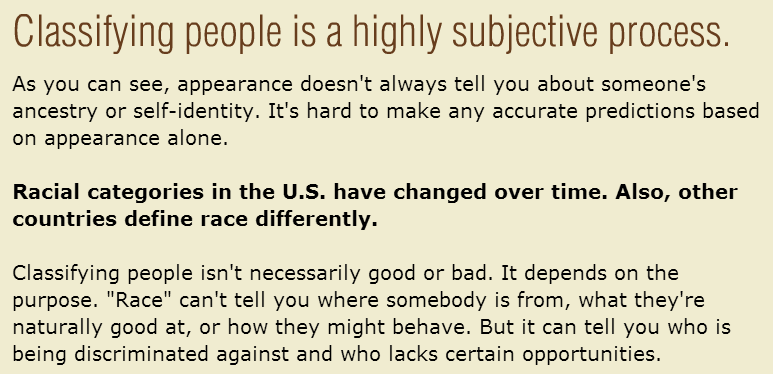 Classifying people is a highly subjective process.
As you can see, appearance doesn't always tell you about someone's
ancestry or self-identity. It's hard to make any accurate predictions based
on appearance alone.
Racial categories in the U.S. have changed over time. Also, other
countries define race differently.
Classifying people isn't necessarily good or bad. It depends on the
purpose. "Race" can't tell you where somebody is from, what they're
naturally good at, or how they might behave. But it can tell you who is
being discriminated against and who lacks certain opportunities.